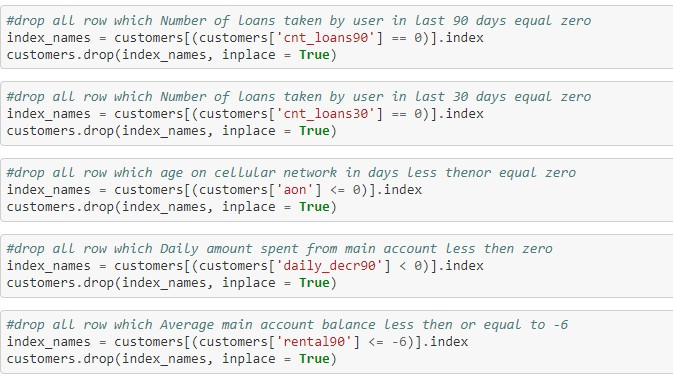 #drop all row which Number of loans taken by user in last 90 days equal zero
index_names = customers[(customers['cnt_loans90'] == 0)].index
customers.drop(index_names, inplace = True)
#drop all row which Number of loans taken by user in last 30 days equal zero
index_names = customers[(customers['cnt_loans30'] == 0)].index
customers.drop(index_names, inplace = True)
#drop all row which age on cellular network in days less thenor equal zero
index_names = customers[(customers['aon'] <= 0)].index
customers.drop(index_names, inplace = True)
#drop all row which Daily amount spent from main account less then zero
index_names = customers[(customers['daily_decr90'] < 0)].index
customers.drop(index_names, inplace = True)
#drop all row which Average main account balance less then or equal to -6
index_names = customers[(customers['rental90'] <= -6)].index
customers.drop(index_names, inplace = True)